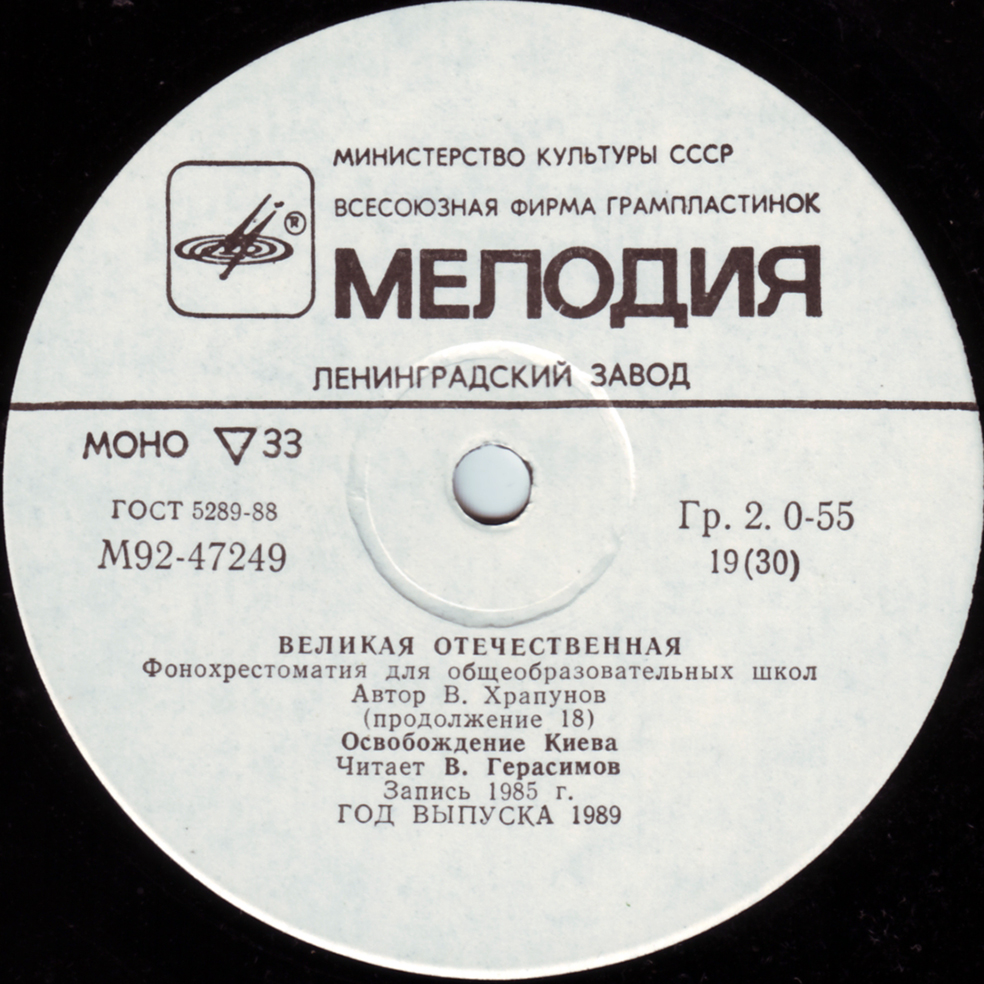 МИНИСТЕРСТВО КУЛЬТУРЫ СССР
ВСЕСОЮЗНАЯ ФИРМА ГРАМПЛАСТИНОК
®
МЕЛОДИЯ
ЛЕНИНГРАДСКИЙ ЗАВОД
МОНО ▽ 33
ГОСТ 5289-88
М92-47249
Гр. 2. 0-55
19(30)
ВЕЛИКАЯ ОТЕЧЕСТВЕННАЯ
Фонохрестоматия для общеобразовательных школ
Автор В. Храпунов
(продолжение 18)
Освобождение Киева
Читает В. Герасимов
Запись 1985 г.
ГОД ВЫПУСКА 1989